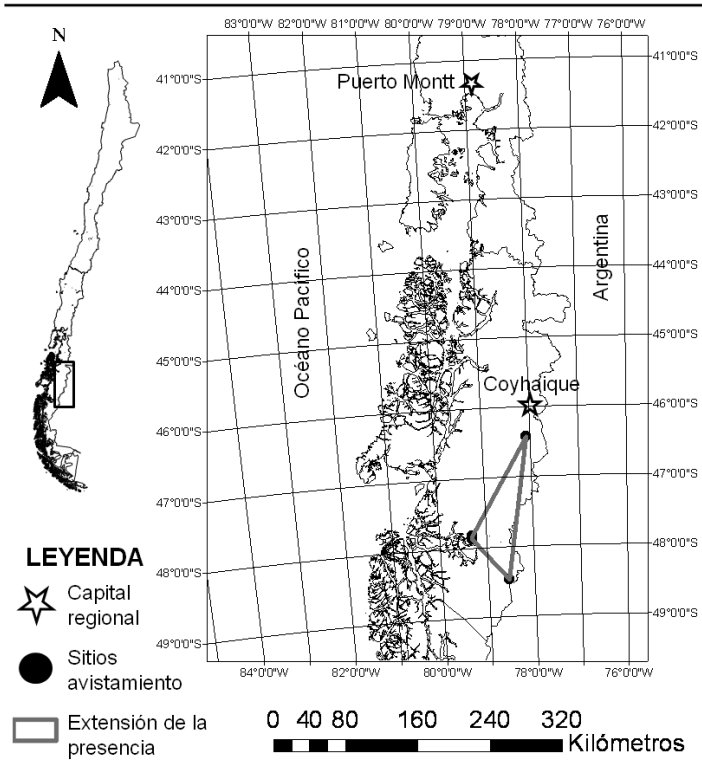 N
83°0'0"W 82°0'0"W 80°0'0"W 79°0'0"W 78°0'0"W 77°0'0"W 76°0'0"W
41°0'0"S
42°0'0"S
43°0'0"S
44°0'0"S
45°0'0"S
46°0'0"S
47°0'0"S
48°0'0"S
49°0'0"S
Puerto Montt
Océano Pacífico
Argentina
Coyhaique
41°0'0"S
42°0'0"S
43°0'0"S
44°0'0"S
45°0'0"S
46°0'0"S
47°0'0"S
48°0'0"S
49°0'0"S
84°0'0"W 82°0'0"W 81°0'0"W 80°0'0"W 78°0'0"W 77°0'0"W 76°0'0"W
LEYENDA
Capital
regional
Sitios
avistamiento
Extensión de la
presencia
0 40 80 160 240 320
Kilómetros